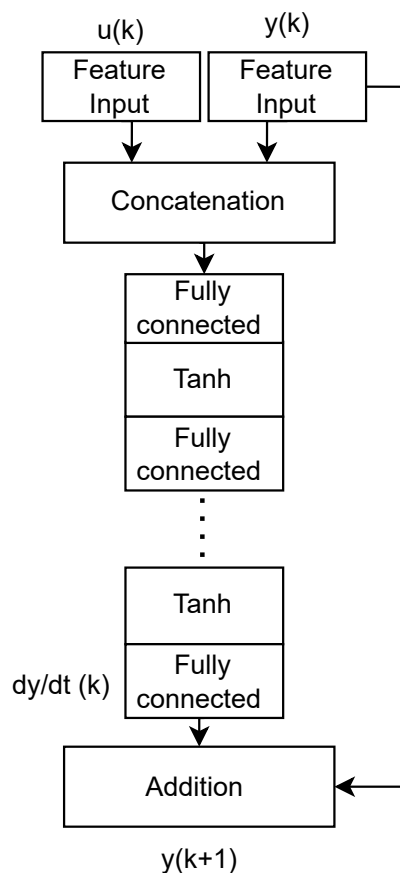 u(k)
y(k)
Feature
Input
Feature
Input
Concatenation
Fully
connected
Tanh
Fully
connected
Tanh
Fully
connected
dy/dt (k)
Addition
y(k+1)